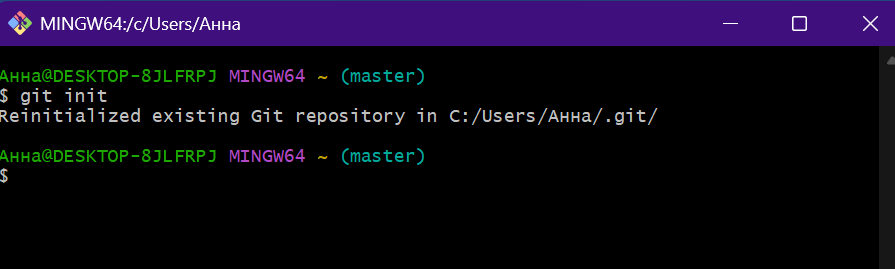 MINGW64:/c/Users/Анна
Анна@DESKTOP-8JLFRPJ MINGW64 ~ (master)
$ git init
Reinitialized existing Git repository in C:/Users/Анна/.git/
Анна@DESKTOP-8JLFRPJ MINGW64 ~ (master)
$